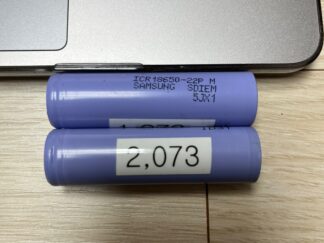 ICR18650-22P M
SAMSUNG SDIEM
5JX1
2,073